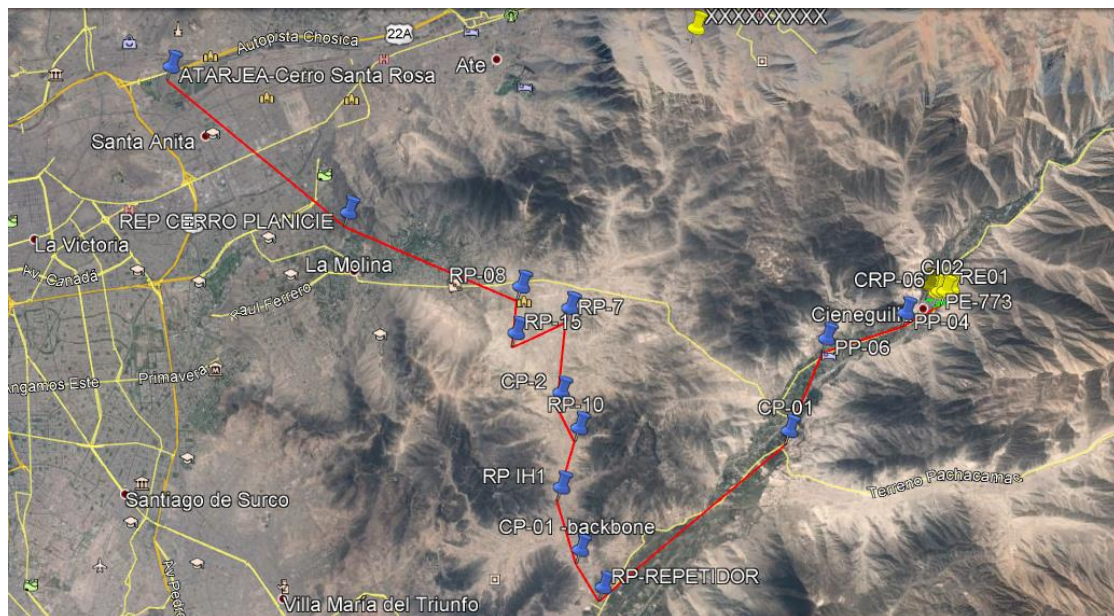 XXXXXXXXX
22A
Autopista Chosica
Ate
ATARJEA-Cerro Santa Rosa
Santa Anita
REP CERRO PLANICIE
La Victoria
Av. Canadá
La Molina
RP-08
CI02
CRP-06
RE01
PE-773
RP-7
Raul Ferrero
RP-15
Cieneguill
PP-04
PP-06
Angamos Este
Primavera
CP-2
RP-10
CP-01
RP IH1
Terreno Pachacamac
Santiago de Surco
CP-01 -backbone
RP-REPETIDOR
Villa María del Triunfo